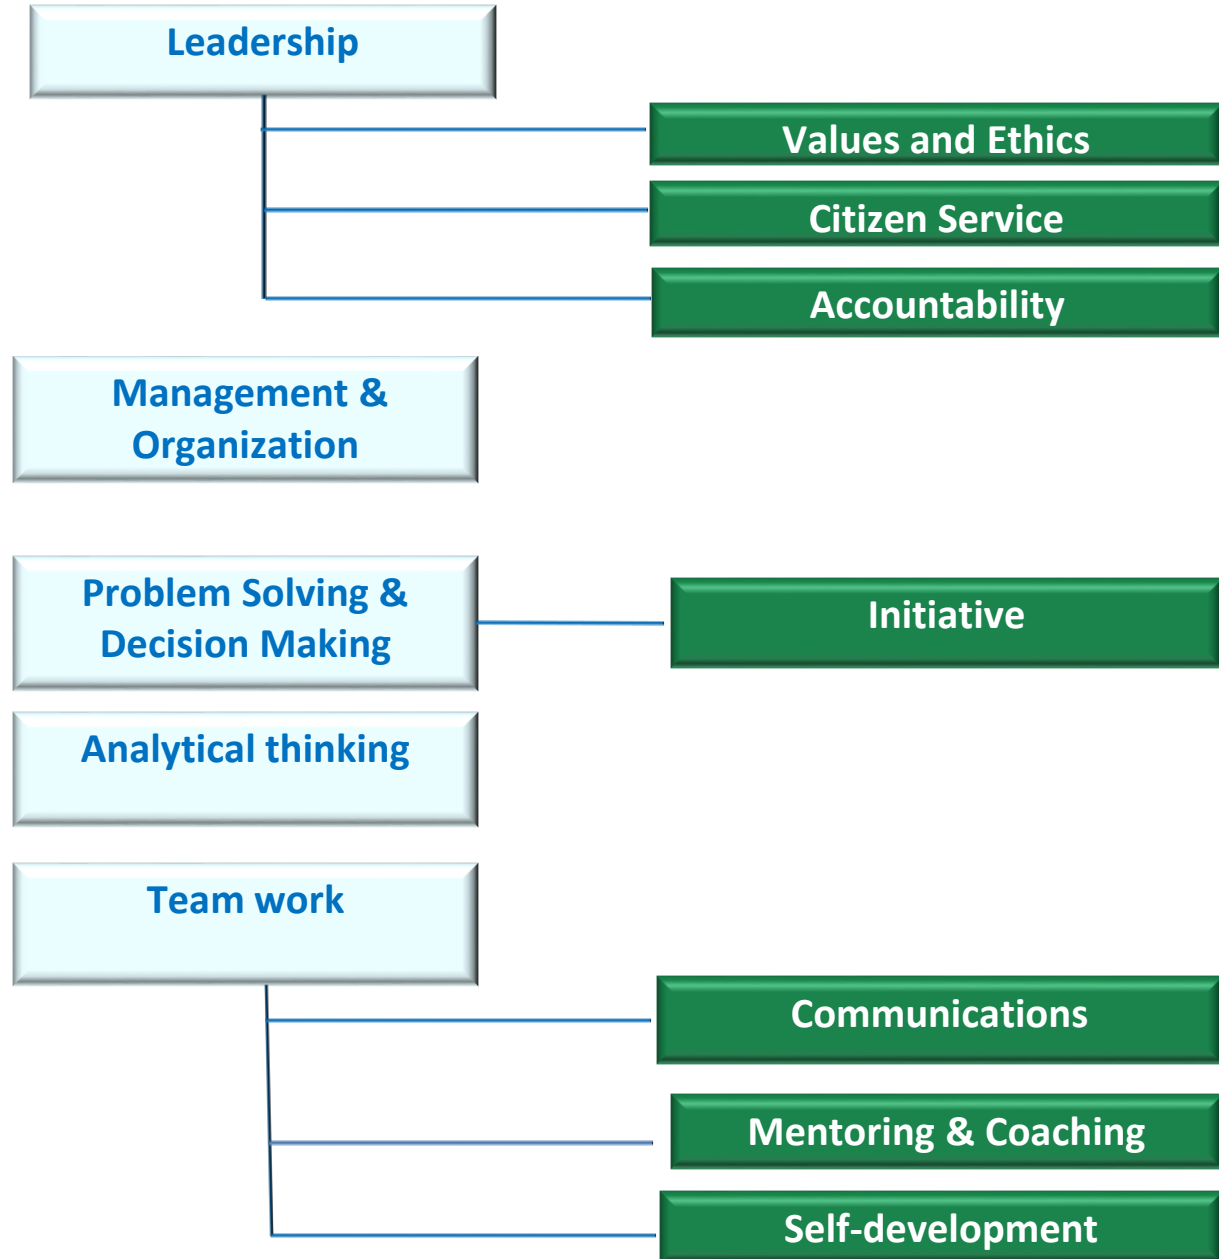 Leadership
Values and Ethics
Citizen Service
Accountability
Management &
Organization
Problem Solving &
Decision Making
Initiative
Analytical thinking
Team work
Communications
Mentoring & Coaching
Self-development